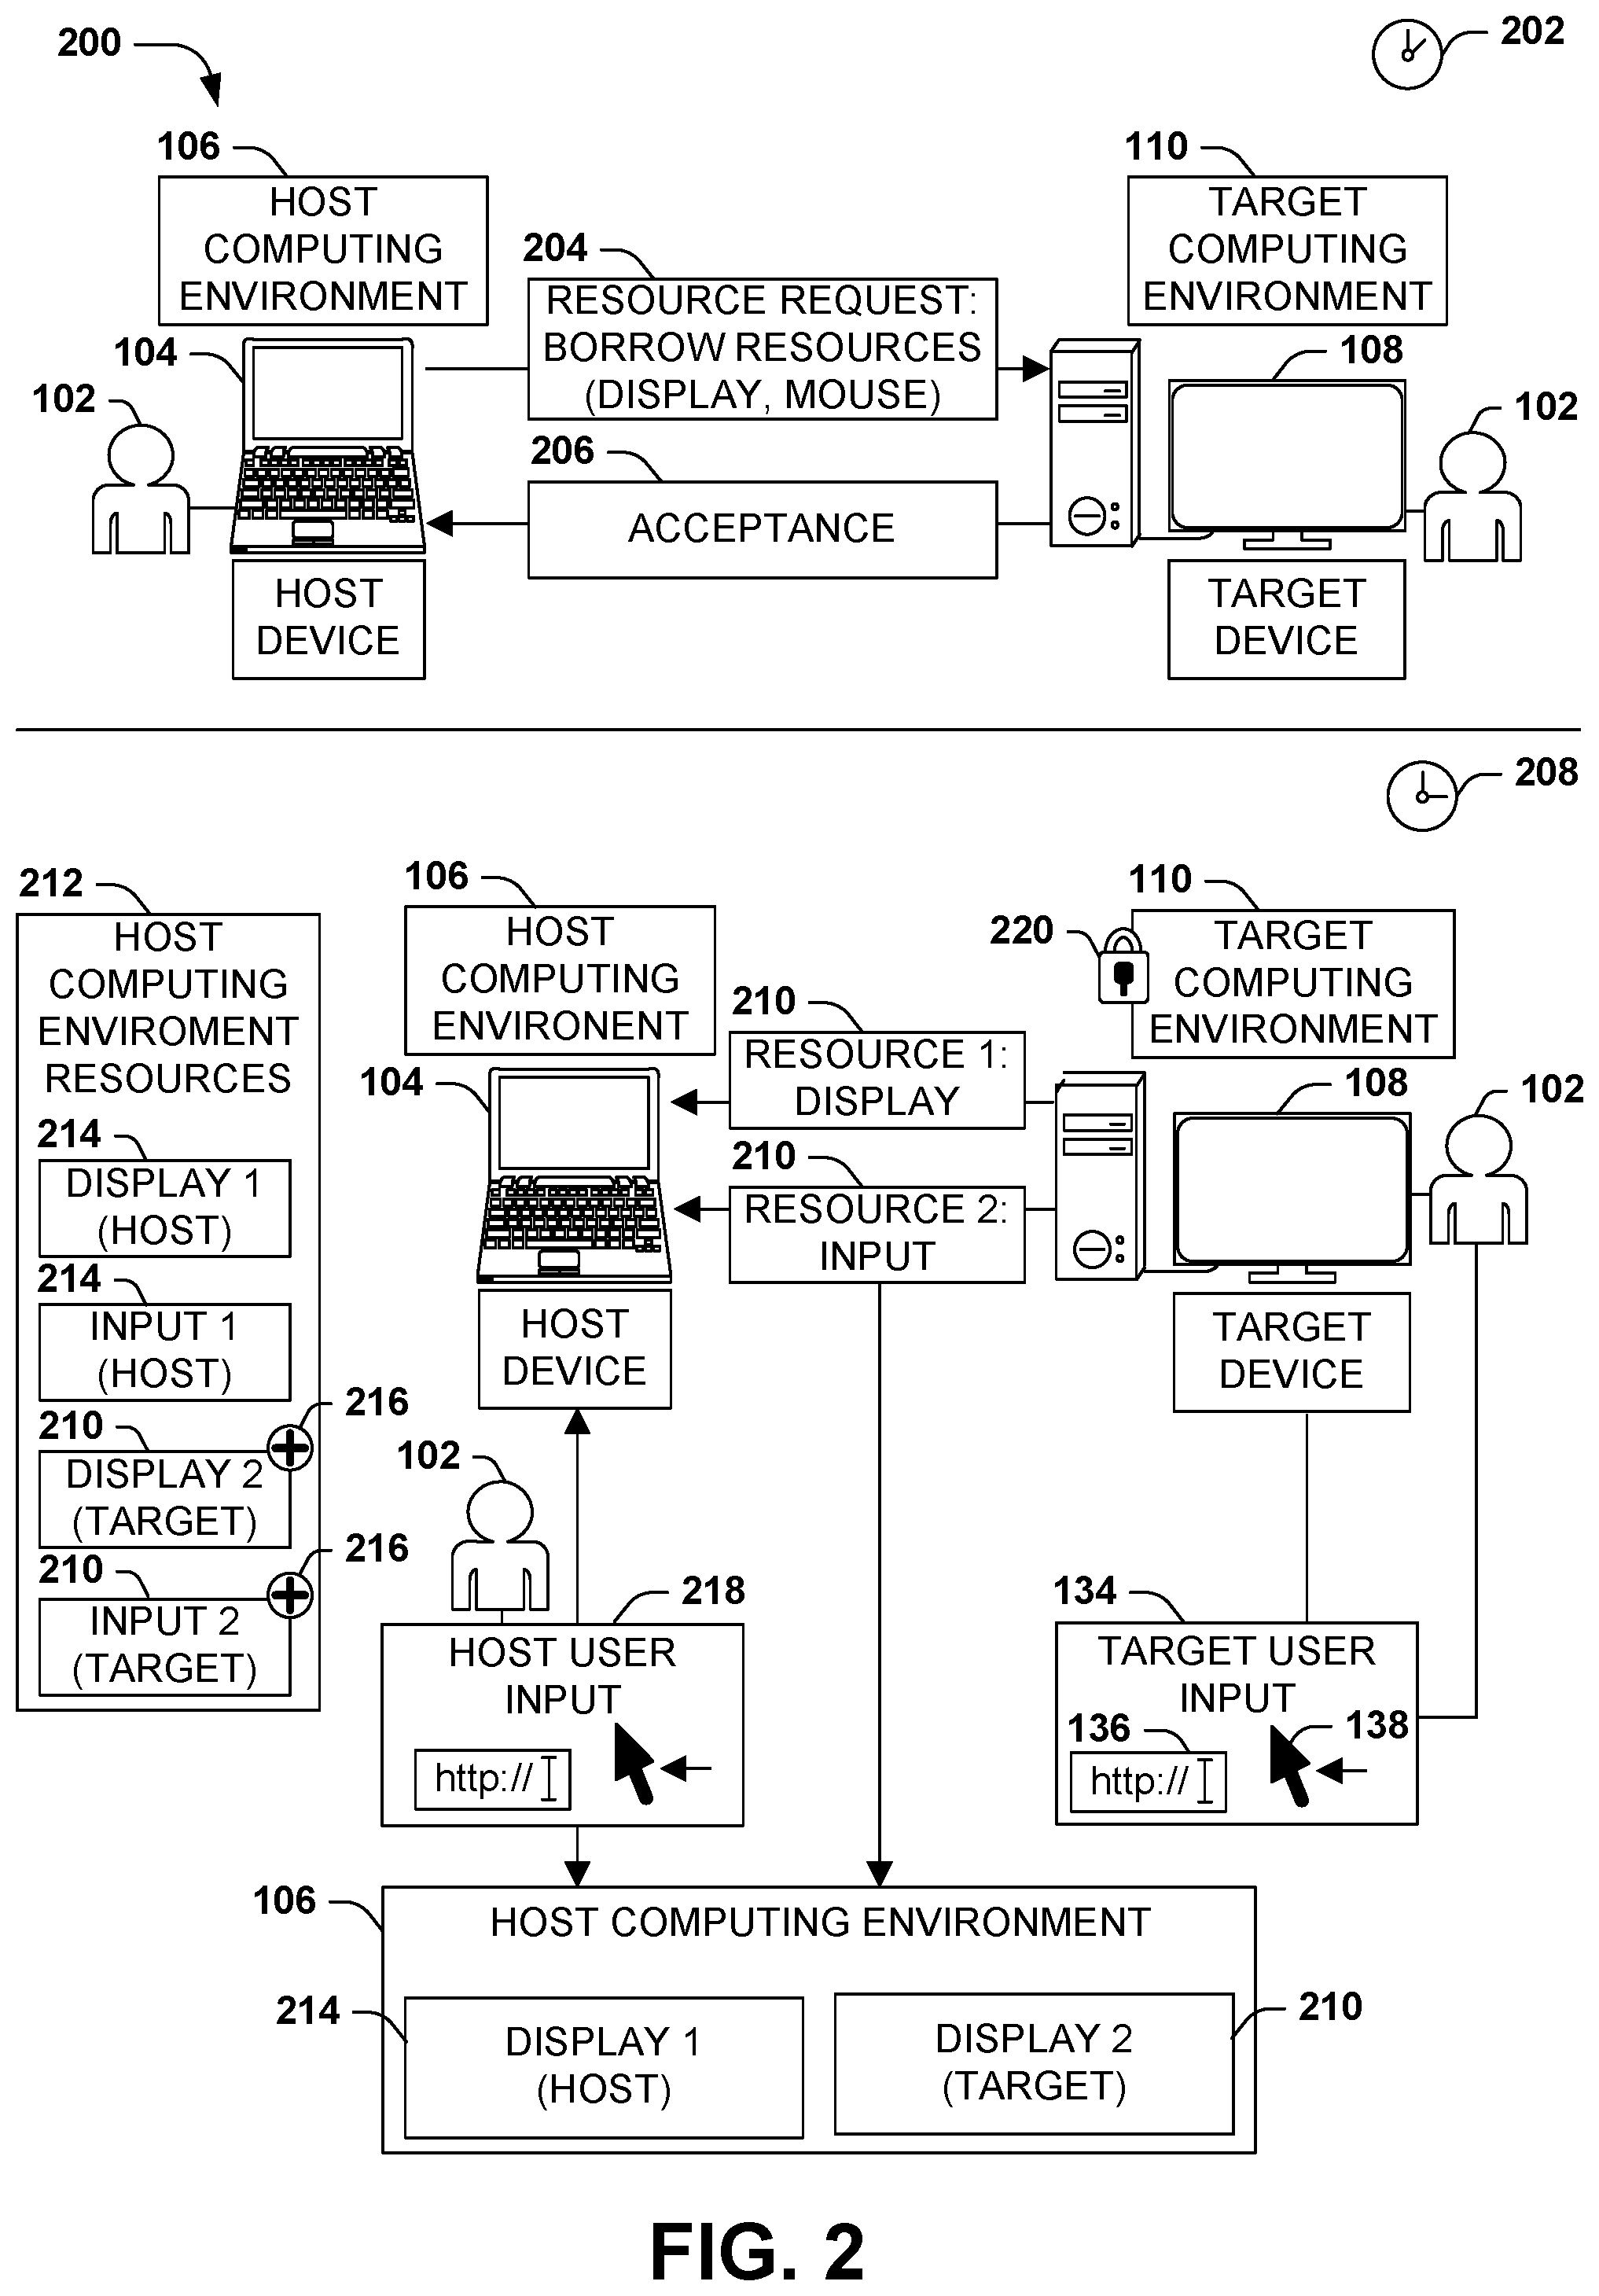 200
202
106
HOST
COMPUTING
ENVIRONMENT
110
TARGET
COMPUTING
ENVIRONMENT
204
RESOURCE REQUEST:
BORROW RESOURCES
(DISPLAY, MOUSE)
104
102
108
102
206
ACCEPTANCE
HOST
DEVICE
TARGET
DEVICE
208
212
HOST
COMPUTING
ENVIROMENT
RESOURCES
214
DISPLAY 1
(HOST)
214
INPUT 1
(HOST)
216
210
DISPLAY 2
(TARGET)
216
210
INPUT 2
(TARGET)
106
HOST
COMPUTING
ENVIRONENT
110
220
TARGET
COMPUTING
ENVIRONMENT
210
RESOURCE 1:
DISPLAY
104
108
102
210
RESOURCE 2:
INPUT
HOST
DEVICE
TARGET
DEVICE
102
218
HOST USER
INPUT
http://
134
TARGET USER
INPUT
136
138
http://
106
HOST COMPUTING ENVIRONMENT
214
DISPLAY 1
(HOST)
210
DISPLAY 2
(TARGET)
FIG. 2